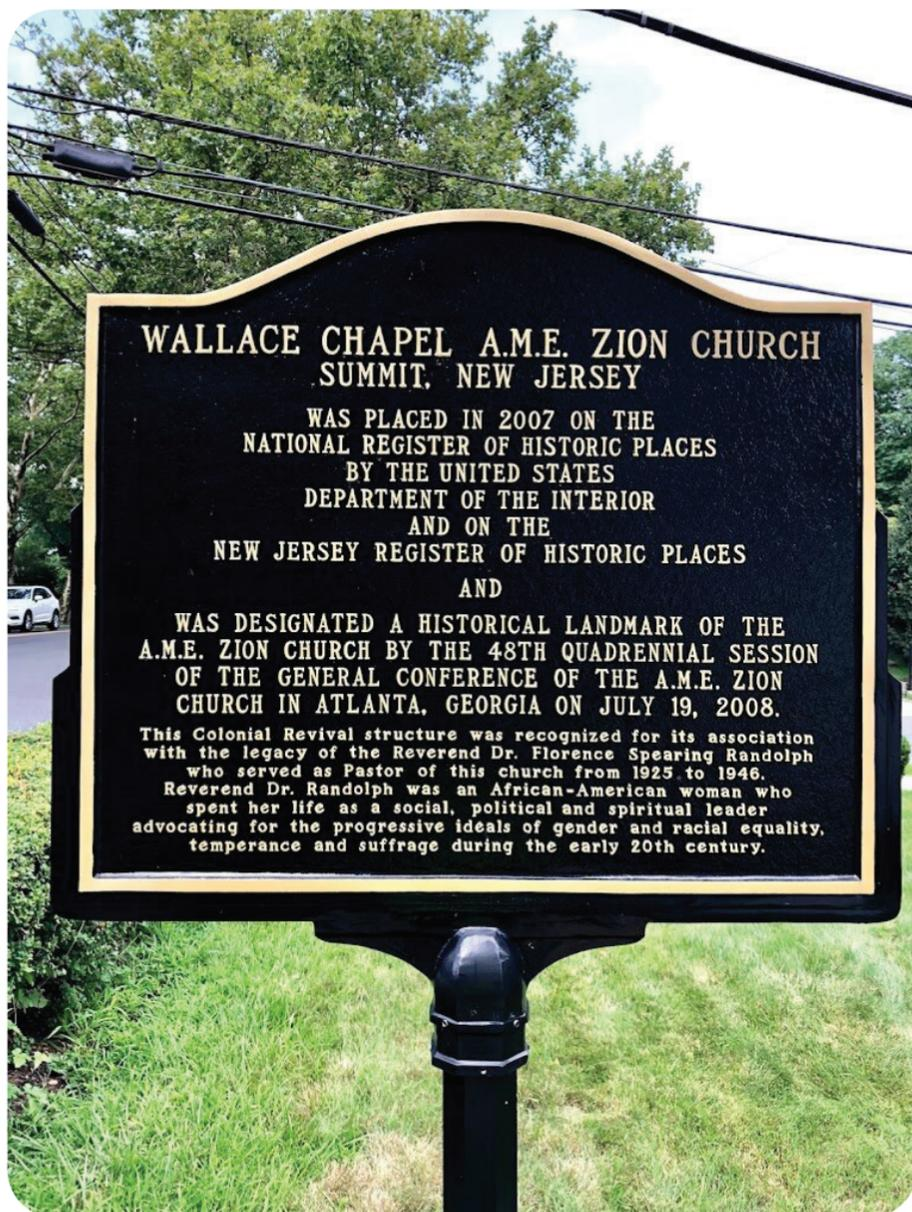 WALLACE CHAPEL A.M.E. ZION CHURCH
SUMMIT, NEW JERSEY
WAS PLACED IN 2007 ON THE
NATIONAL REGISTER OF HISTORIC PLACES
BY THE UNITED STATES
DEPARTMENT OF THE INTERIOR
AND ON THE
NEW JERSEY REGISTER OF HISTORIC PLACES
AND
WAS DESIGNATED A HISTORICAL LANDMARK OF THE
A.M.E. ZION CHURCH BY THE 48TH QUADRENNIAL SESSION
OF THE GENERAL CONFERENCE OF THE A.M.E. ZION
CHURCH IN ATLANTA, GEORGIA ON JULY 19, 2008.
This Colonial Revival structure was recognized for its association
with the legacy of the Reverend Dr. Florence Spearing Randolph
who served as Pastor of this church from 1925 to 1946.
Reverend Dr. Randolph was an African-American woman who
spent her life as a social, political and spiritual leader
advocating for the progressive ideals of gender and racial equality,
temperance and suffrage during the early 20th century.